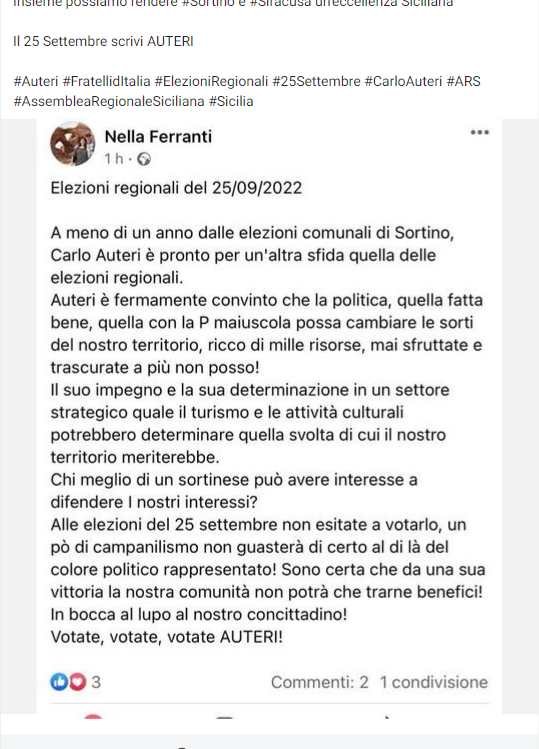 Insieme possiamo rendere #Sortino e #Siracusa un'eccellenza Siciliana
Il 25 Settembre scrivi AUTERI
#Auteri #FratellidItalia #ElezioniRegionali #25Settembre #CarloAuteri #ARS
#AssembleaRegionaleSiciliana #Sicilia
Nella Ferranti
1 h ·
Elezioni regionali del 25/09/2022
A meno di un anno dalle elezioni comunali di Sortino,
Carlo Auteri è pronto per un'altra sfida quella delle
elezioni regionali.
Auteri è fermamente convinto che la politica, quella fatta
bene, quella con la P maiuscola possa cambiare le sorti
del nostro territorio, ricco di mille risorse, mai sfruttate e
trascurate a più non posso!
Il suo impegno e la sua determinazione in un settore
strategico quale il turismo e le attività culturali
potrebbero determinare quella svolta di cui il nostro
territorio meriterebbe.
Chi meglio di un sortinese può avere interesse a
difendere I nostri interessi?
Alle elezioni del 25 settembre non esitate a votarlo, un
pò di campanilismo non guasterà di certo al di là del
colore politico rappresentato! Sono certa che da una sua
vittoria la nostra comunità non potrà che trarne benefici!
In bocca al lupo al nostro concittadino!
Votate, votate, votate AUTERI!
3
Commenti: 2 1 condivisione